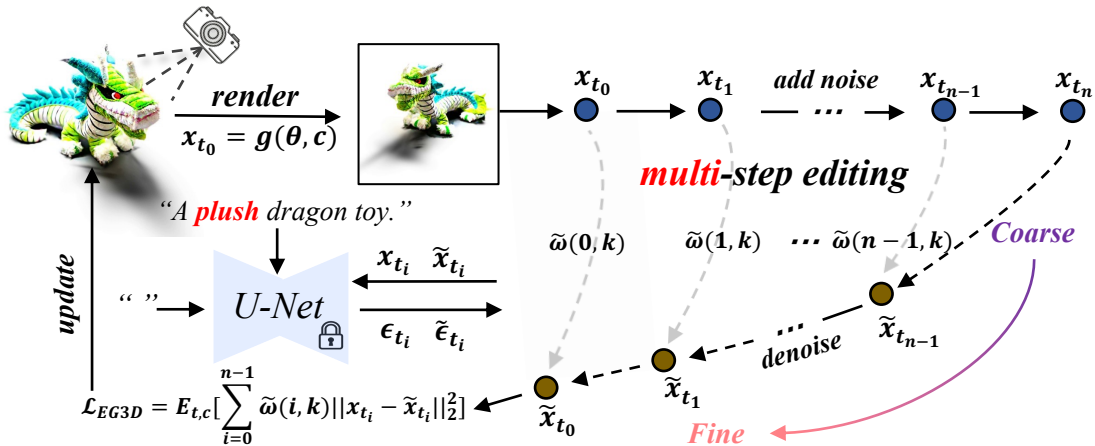 render
x_{t_0} = g(θ, c)
x_{t_0}
x_{t_1}
add noise
...
x_{t_{n-1}}
x_{t_n}
multi-step editing
"A plush dragon toy."
ω̃(0, k)
ω̃(1, k)
...
ω̃(n − 1, k)
Coarse
update
" "
U-Net
x_{t_i} x̃_{t_i}
ϵ_{t_i} ϵ̃_{t_i}
x̃_{t_{n-1}}
...
denoise
x̃_{t_1}
x̃_{t_0}
Fine
ℒ_{EG3D} = E_{t,c}[∑_{i=0}^{n-1} ω̃(i, k)||x_{t_i} − x̃_{t_i}||_2^2]